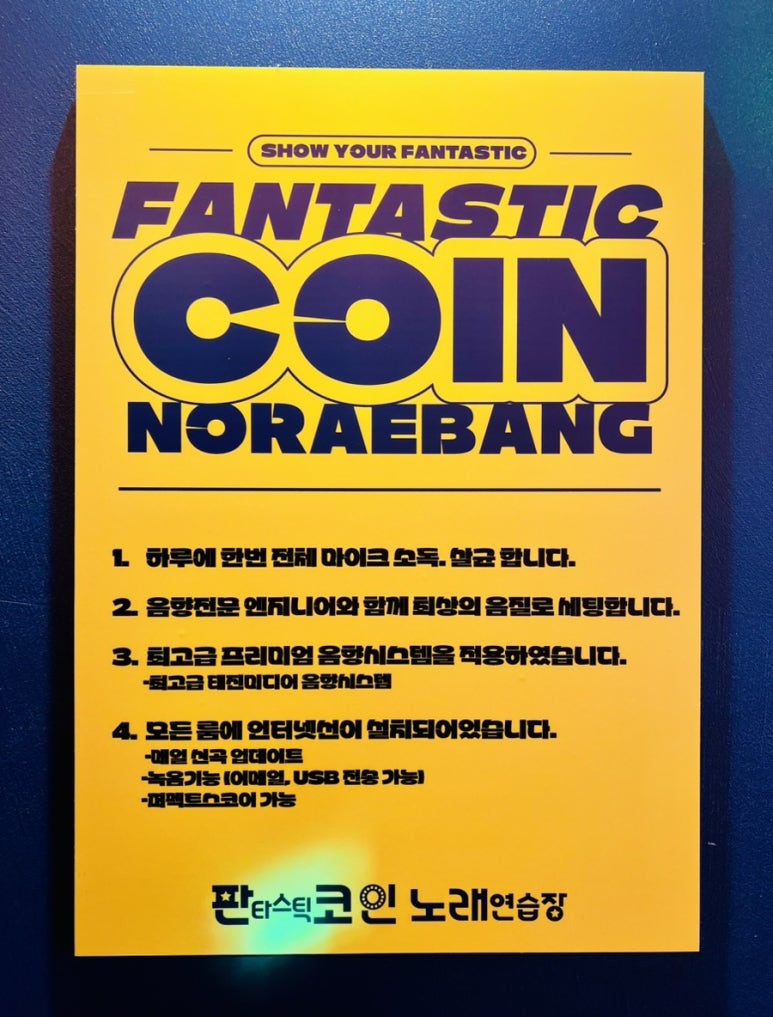 SHOW YOUR FANTASTIC
FANTASTIC
COIN
NORAEBANG
1. 하루에 한번 전체 마이크 소독. 살균 합니다.
2. 음향전문 엔지니어와 함께 최상의 음질로 세팅합니다.
3. 최고급 프리미엄 음향시스템을 적용하였습니다.
-최고급 태진미디어 음향시스템
4. 모든 룸에 인터넷선이 설치되어있습니다.
-매일 신곡 업데이트
-녹음기능 (이메일, USB 전송 가능)
-퍼펙트스코어 가능
판타스틱코인 노래연습장